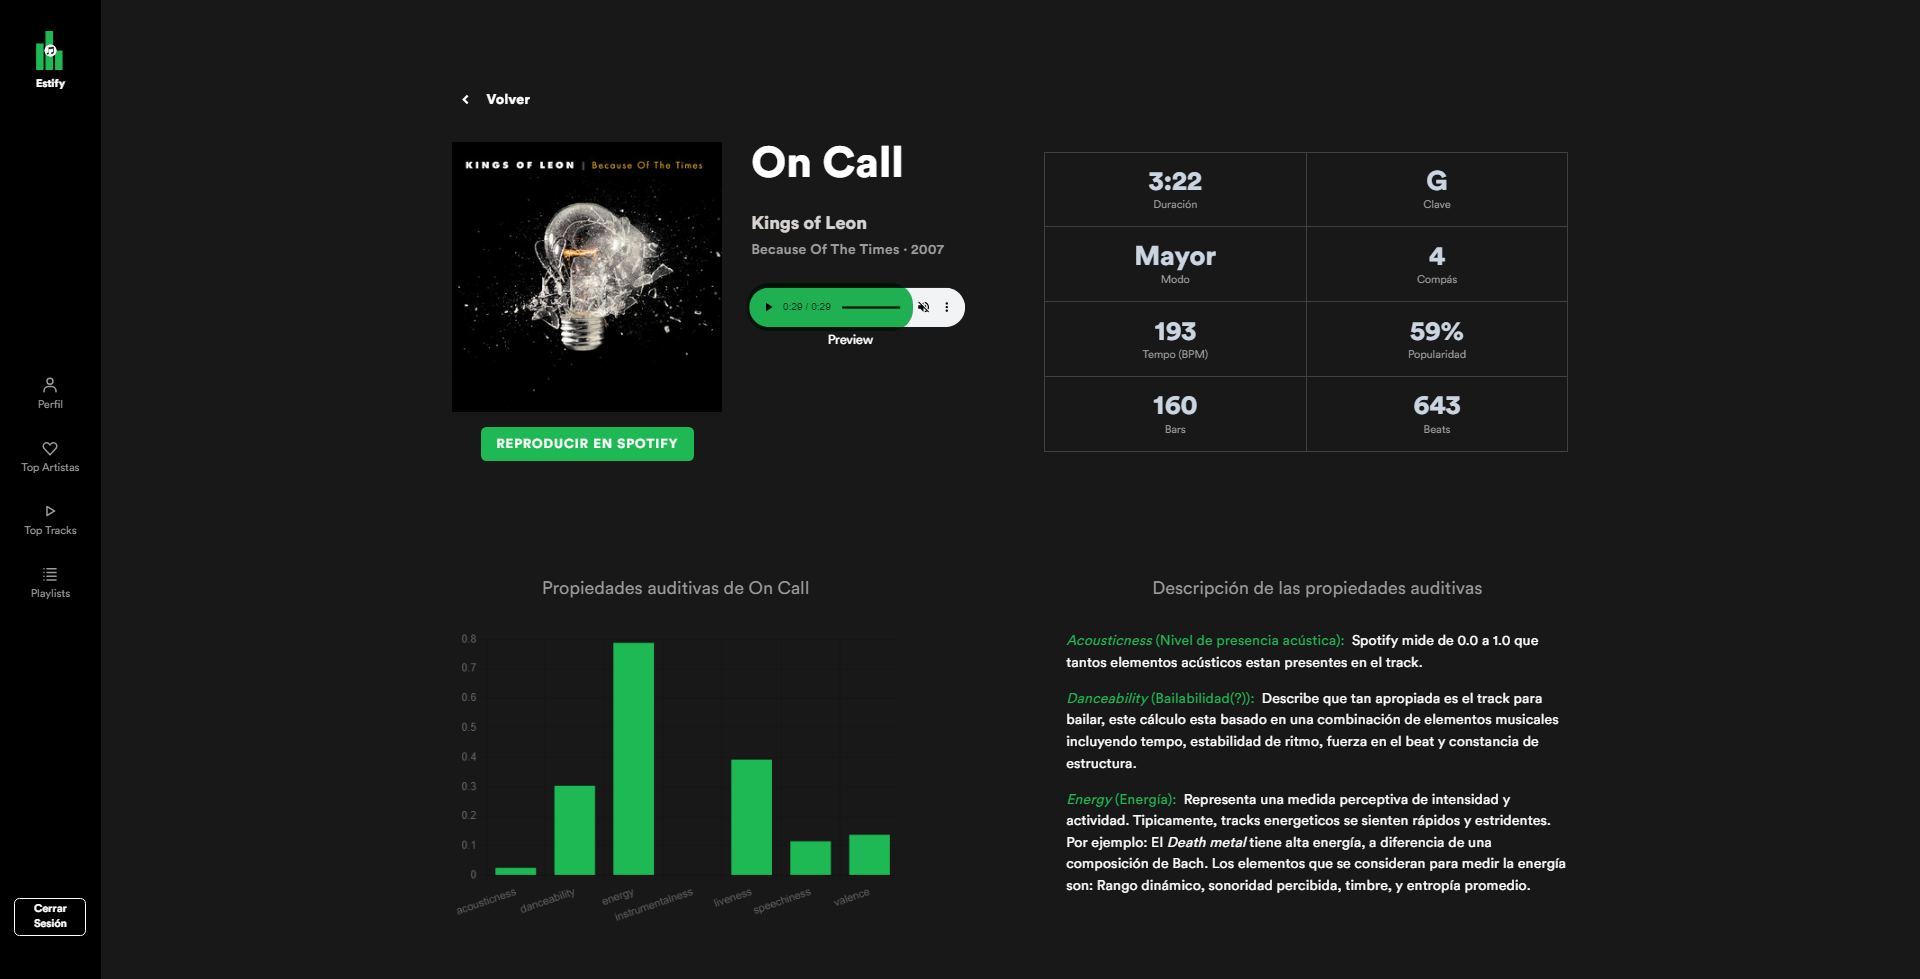 Estify
Perfil
Top Artistas
Top Tracks
Playlists
Cerrar
Sesión
Volver
KINGS OF LEON | Because Of The Times
REPRODUCIR EN SPOTIFY
On Call
Kings of Leon
Because Of The Times · 2007
0:29 / 0:29
Preview
3:22
Duración
G
Clave
Mayor
Modo
4
Compás
193
Tempo (BPM)
59%
Popularidad
160
Bars
643
Beats
Propiedades auditivas de On Call
0.8
0.7
0.6
0.5
0.4
0.3
0.2
0.1
0
acousticness
danceability
energy
instrumentalness
liveness
speechiness
valence
Descripción de las propiedades auditivas
Acousticness (Nivel de presencia acústica): Spotify mide de 0.0 a 1.0 que
tantos elementos acústicos estan presentes en el track.
Danceability (Bailabilidad(?)): Describe que tan apropiada es el track para
bailar, este cálculo esta basado en una combinación de elementos musicales
incluyendo tempo, estabilidad de ritmo, fuerza en el beat y constancia de
estructura.
Energy (Energía): Representa una medida perceptiva de intensidad y
actividad. Tipicamente, tracks energeticos se sienten rápidos y estridentes.
Por ejemplo: El Death metal tiene alta energía, a diferencia de una
composición de Bach. Los elementos que se consideran para medir la energía
son: Rango dinámico, sonoridad percibida, timbre, y entropía promedio.